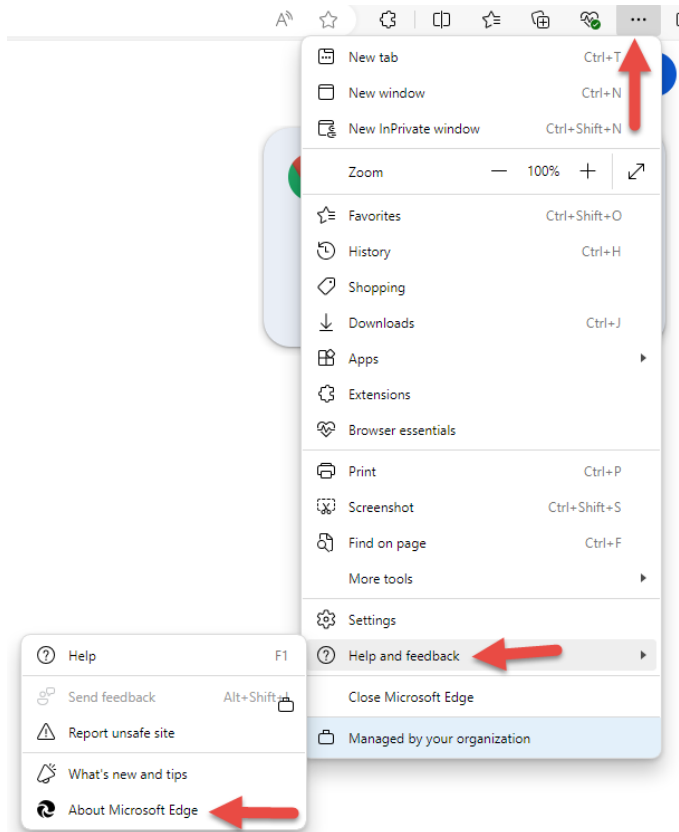 A
New tab Ctrl+T
New window Ctrl+N
New InPrivate window Ctrl+Shift+N
Zoom 100%
Favorites Ctrl+Shift+O
History Ctrl+H
Shopping
Downloads Ctrl+J
Apps
Extensions
Browser essentials
Print Ctrl+P
Screenshot Ctrl+Shift+S
Find on page Ctrl+F
More tools
Settings
Help and feedback
Close Microsoft Edge
Managed by your organization
Help F1
Send feedback Alt+Shift+I
Report unsafe site
What's new and tips
About Microsoft Edge